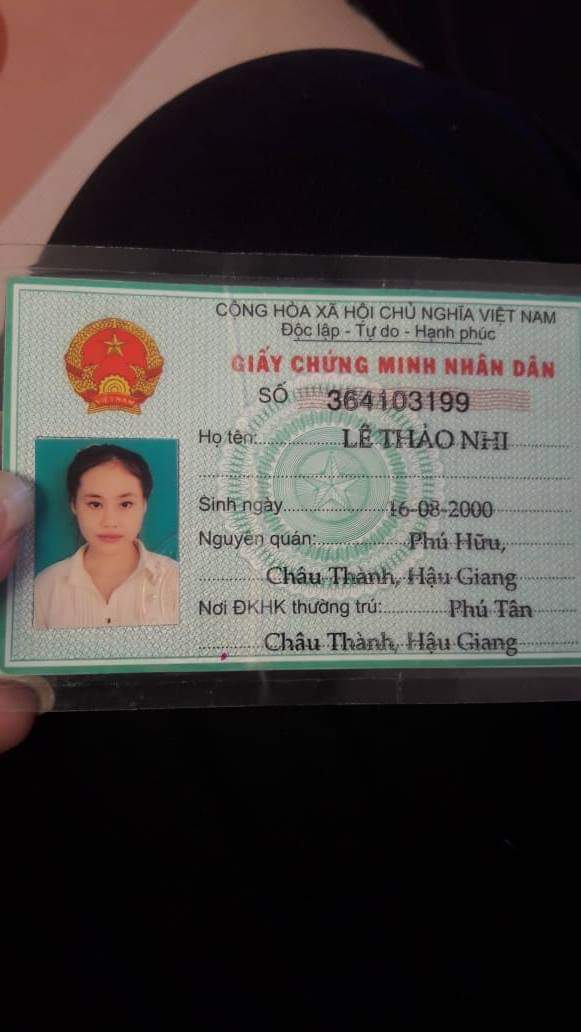 CỘNG HÒA XÃ HỘI CHỦ NGHĨA VIỆT NAM
Độc lập - Tự do - Hạnh phúc
GIẤY CHỨNG MINH NHÂN DÂN
SỐ 364103199
Họ tên: LÊ THẢO NHI
Sinh ngày 16-08-2000
Nguyên quán: Phú Hữu,
Châu Thành, Hậu Giang
Nơi ĐKHK thường trú: Phú Tân
Châu Thành, Hậu Giang
VIỆT NAM